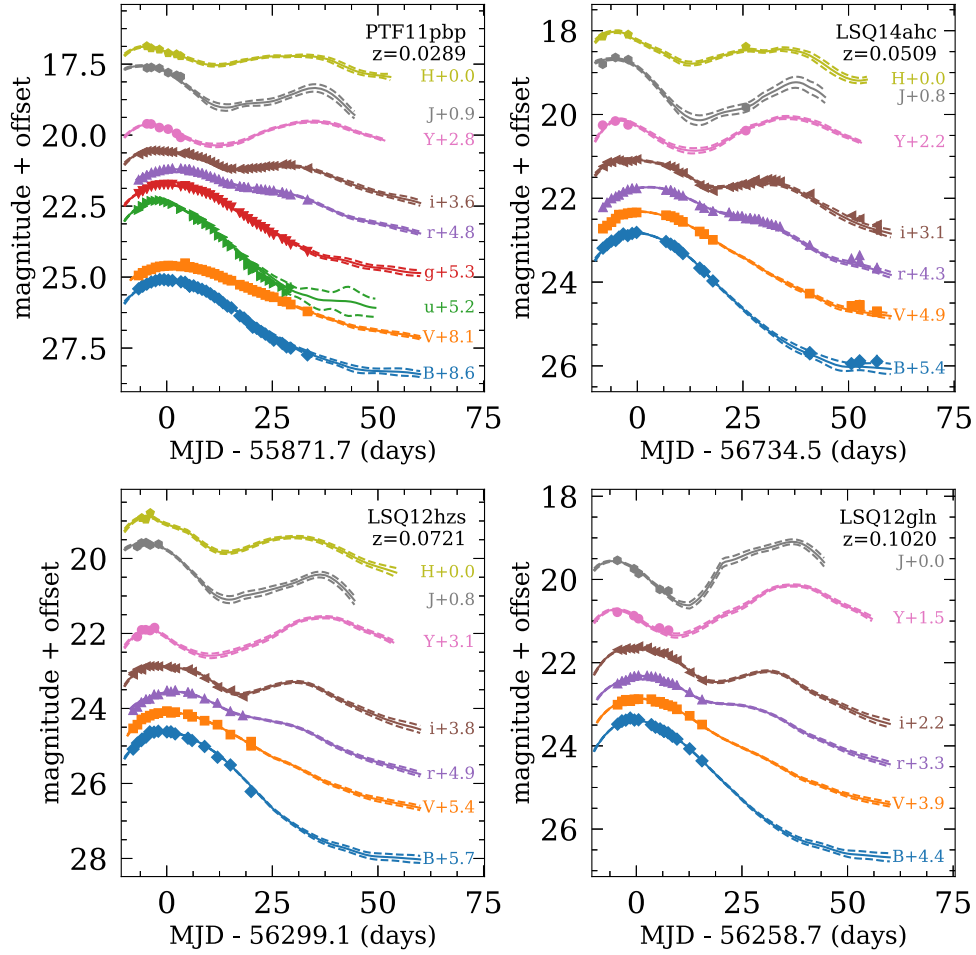 PTF11pbp
z=0.0289
17.5
20.0
22.5
25.0
27.5
magnitude + offset
H+0.0
J+0.9
Y+2.8
i+3.6
r+4.8
g+5.3
u+5.2
V+8.1
B+8.6
0 25 50 75
MJD - 55871.7 (days)
LSQ14ahc
z=0.0509
18
20
22
24
26
magnitude + offset
H+0.0
J+0.8
Y+2.2
i+3.1
r+4.3
V+4.9
B+5.4
0 25 50 75
MJD - 56734.5 (days)
LSQ12hzs
z=0.0721
20
22
24
26
28
magnitude + offset
H+0.0
J+0.8
Y+3.1
i+3.8
r+4.9
V+5.4
B+5.7
0 25 50 75
MJD - 56299.1 (days)
LSQ12gln
z=0.1020
18
20
22
24
26
magnitude + offset
J+0.0
Y+1.5
i+2.2
r+3.3
V+3.9
B+4.4
0 25 50 75
MJD - 56258.7 (days)